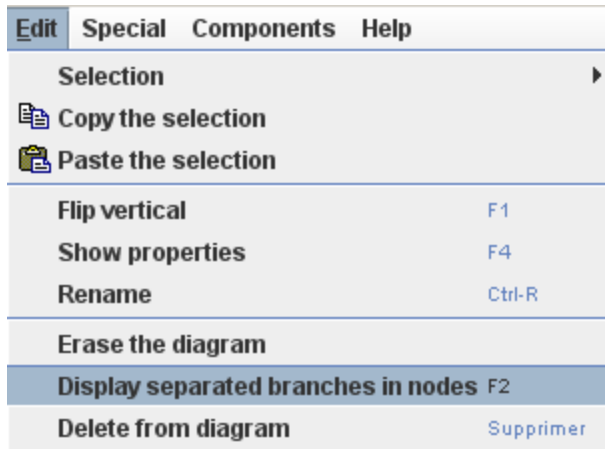 Edit Special Components Help
Selection
Copy the selection
Paste the selection
Flip vertical F1
Show properties F4
Rename Ctrl-R
Erase the diagram
Display separated branches in nodes F2
Delete from diagram Supprimer